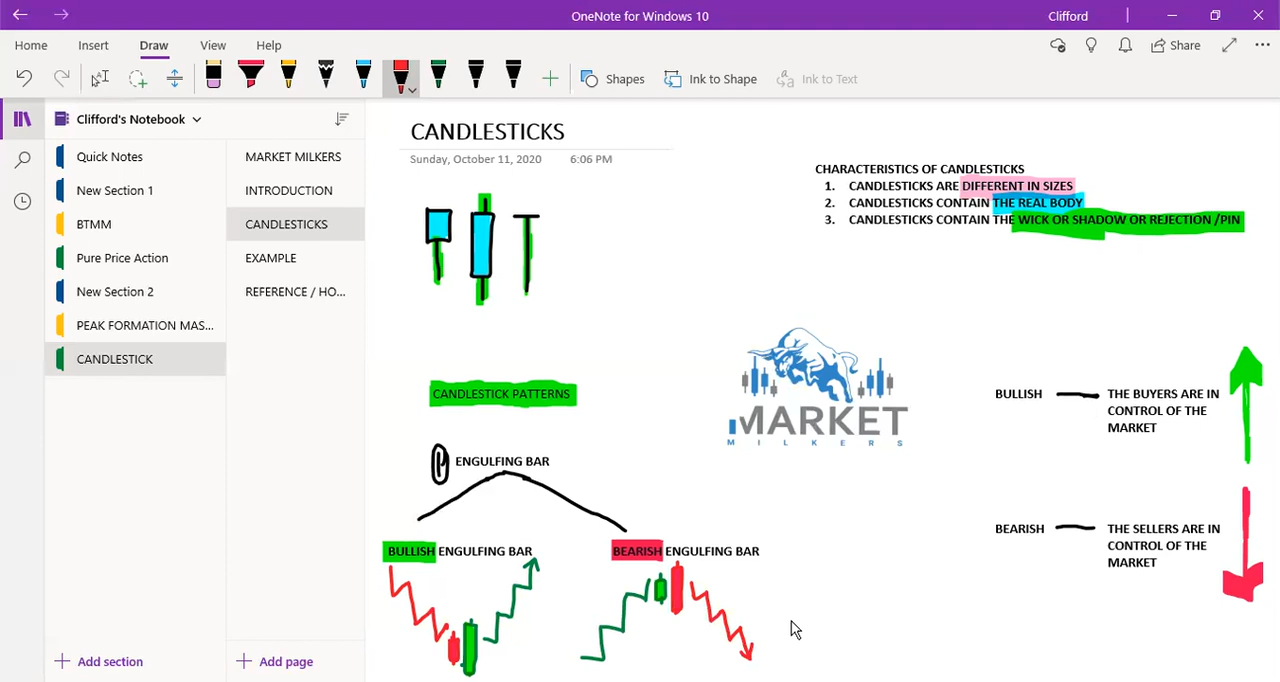 OneNote for Windows 10
Clifford
Home Insert Draw View Help
Share
Shapes
Ink to Shape
Ink to Text
Clifford's Notebook
Quick Notes
New Section 1
BTMM
Pure Price Action
New Section 2
PEAK FORMATION MAS...
CANDLESTICK
Add section
MARKET MILKERS
INTRODUCTION
CANDLESTICKS
EXAMPLE
REFERENCE / HO...
Add page
CANDLESTICKS
Sunday, October 11, 2020 6:06 PM
CHARACTERISTICS OF CANDLESTICKS
1. CANDLESTICKS ARE DIFFERENT IN SIZES
2. CANDLESTICKS CONTAIN THE REAL BODY
3. CANDLESTICKS CONTAIN THE WICK OR SHADOW OR REJECTION /PIN
CANDLESTICK PATTERNS
MARKET
MILKERS
BULLISH
THE BUYERS ARE IN
CONTROL OF THE
MARKET
BEARISH
THE SELLERS ARE IN
CONTROL OF THE
MARKET
ENGULFING BAR
BULLISH ENGULFING BAR
BEARISH ENGULFING BAR